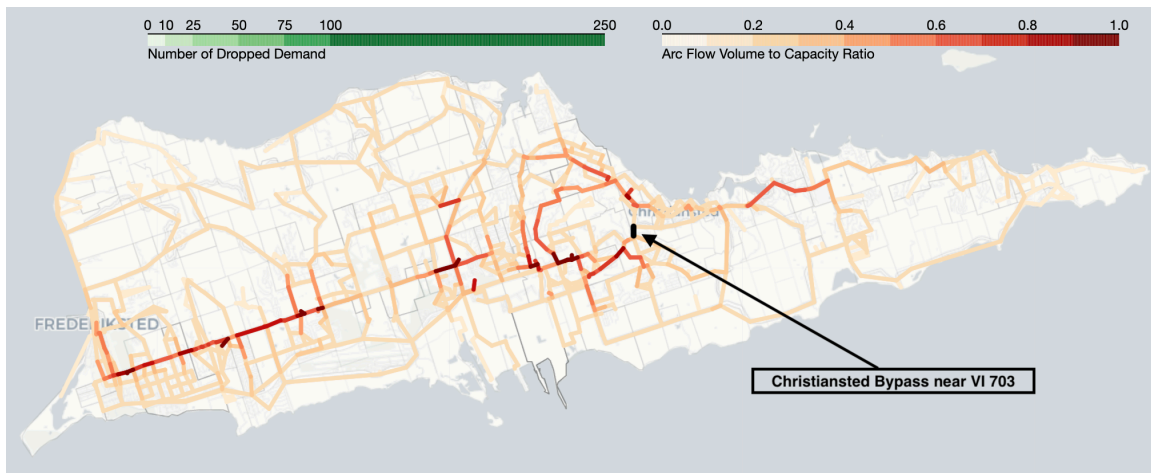 0 10 25 50 75 100 250
Number of Dropped Demand
0.0 0.2 0.4 0.6 0.8 1.0
Arc Flow Volume to Capacity Ratio
FREDERIKSTED
Christiansted Bypass near VI 703